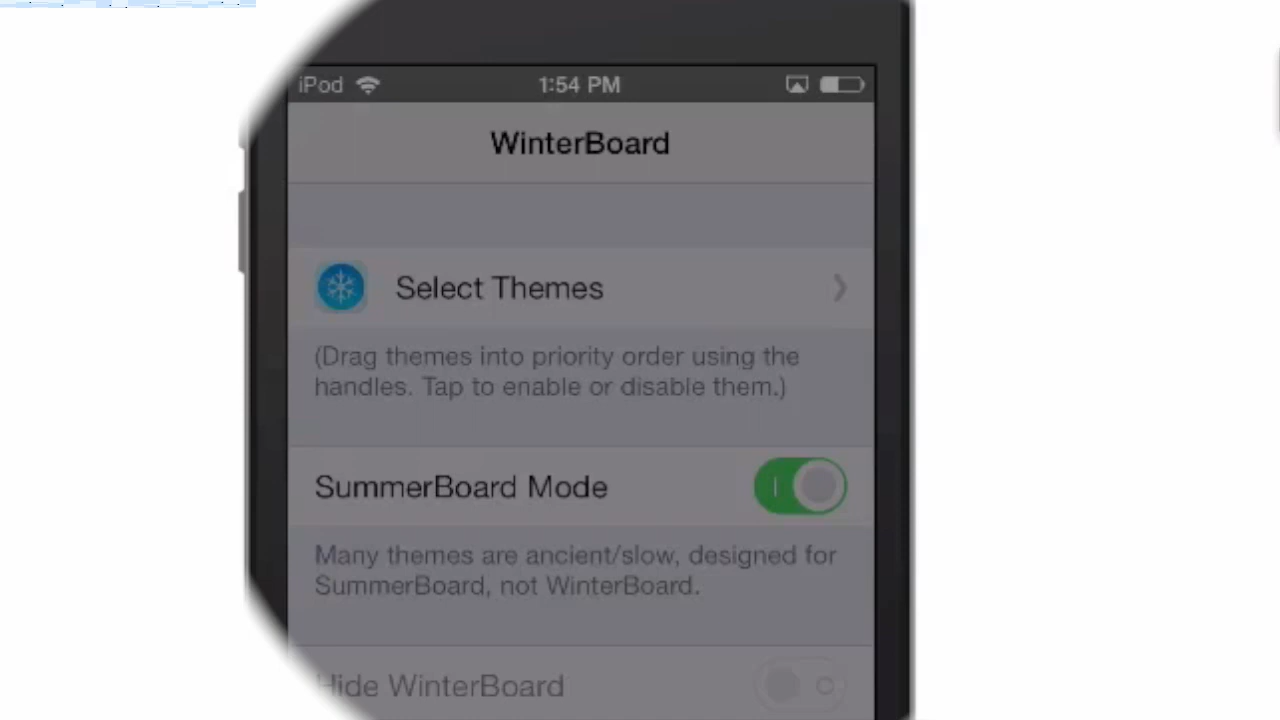 iPod 1:54 PM
WinterBoard
Select Themes
(Drag themes into priority order using the
handles. Tap to enable or disable them.)
SummerBoard Mode
Many themes are ancient/slow, designed for
SummerBoard, not WinterBoard.
Hide WinterBoard